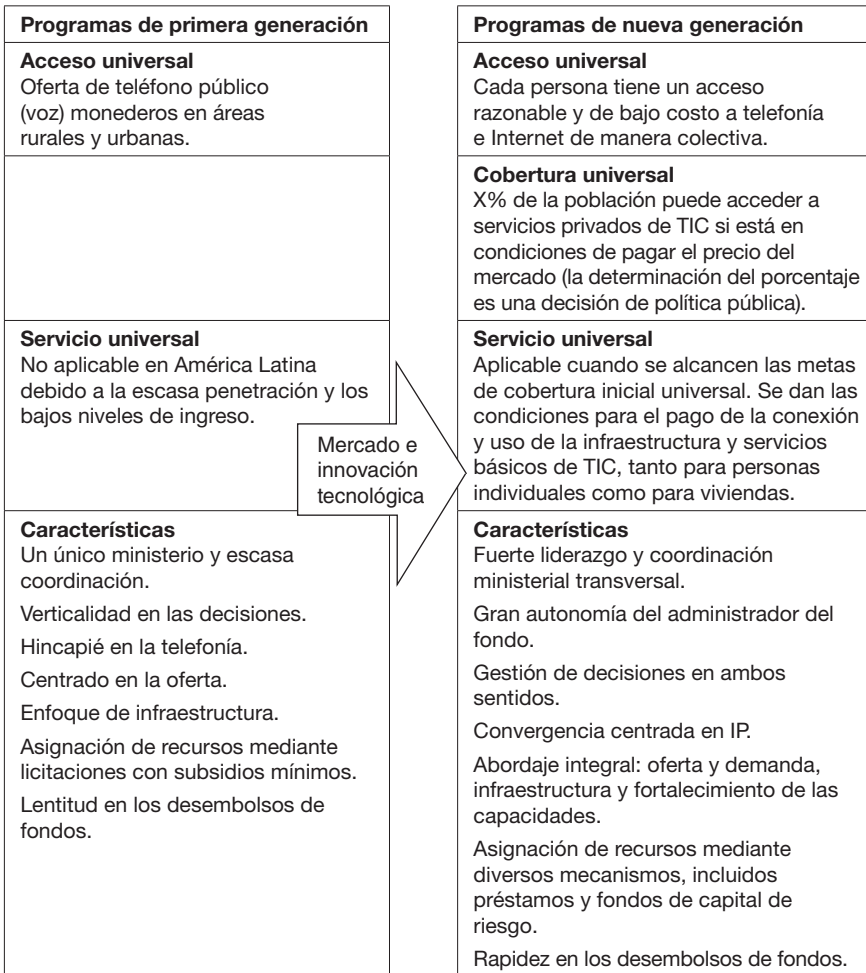 Programas de primera generación
Acceso universal
Oferta de teléfono público
(voz) monederos en áreas
rurales y urbanas.
Servicio universal
No aplicable en América Latina
debido a la escasa penetración y los
bajos niveles de ingreso.
Características
Un único ministerio y escasa
coordinación.
Verticalidad en las decisiones.
Hincapié en la telefonía.
Centrado en la oferta.
Enfoque de infraestructura.
Asignación de recursos mediante
licitaciones con subsidios mínimos.
Lentitud en los desembolsos de
fondos.
Mercado e
innovación
tecnológica
Programas de nueva generación
Acceso universal
Cada persona tiene un acceso
razonable y de bajo costo a telefonía
e Internet de manera colectiva.
Cobertura universal
X% de la población puede acceder a
servicios privados de TIC si está en
condiciones de pagar el precio del
mercado (la determinación del porcentaje
es una decisión de política pública).
Servicio universal
Aplicable cuando se alcancen las metas
de cobertura inicial universal. Se dan las
condiciones para el pago de la conexión
y uso de la infraestructura y servicios
básicos de TIC, tanto para personas
individuales como para viviendas.
Características
Fuerte liderazgo y coordinación
ministerial transversal.
Gran autonomía del administrador del
fondo.
Gestión de decisiones en ambos
sentidos.
Convergencia centrada en IP.
Abordaje integral: oferta y demanda,
infraestructura y fortalecimiento de las
capacidades.
Asignación de recursos mediante
diversos mecanismos, incluidos
préstamos y fondos de capital de
riesgo.
Rapidez en los desembolsos de fondos.